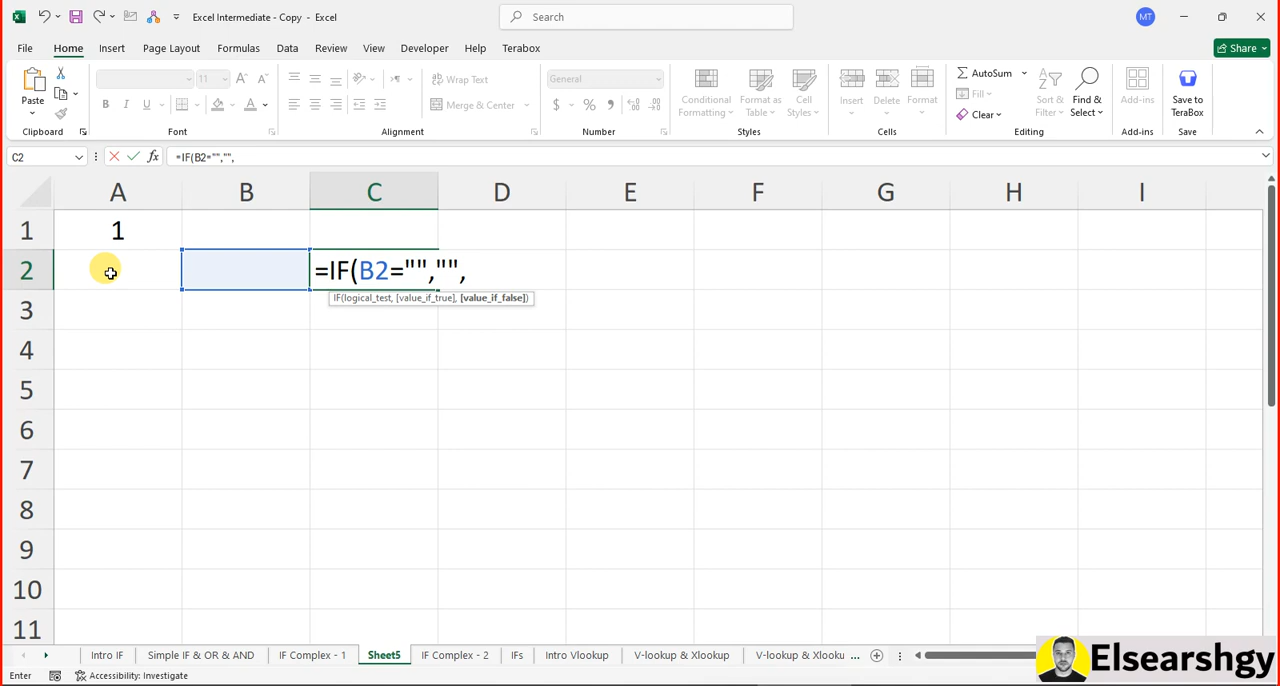 Excel Intermediate - Copy - Excel
Search
MT
File Home Insert Page Layout Formulas Data Review View Developer Help Terabox
Share
Paste
Clipboard
11
B I U
Font
Wrap Text
Merge & Center
Alignment
General
$ % 9
Number
Conditional Formatting
Format as Table
Cell Styles
Styles
Insert
Delete
Format
Cells
AutoSum
Fill
Clear
Sort & Filter
Find & Select
Editing
Add-ins
Add-ins
Save to TeraBox
Save
C2
fx
=IF(B2="","",
A B C D E F G H I
1 1
2 =IF(B2="","",
IF(logical_test, [value_if_true], [value_if_false])
3
4
5
6
7
8
9
10
11
Intro IF Simple IF & OR & AND IF Complex - 1 Sheet5 IF Complex - 2 IFs Intro Vlookup V-lookup & Xlookup V-lookup & Xlooku ...
Enter
Accessibility: Investigate
Elsearshgy